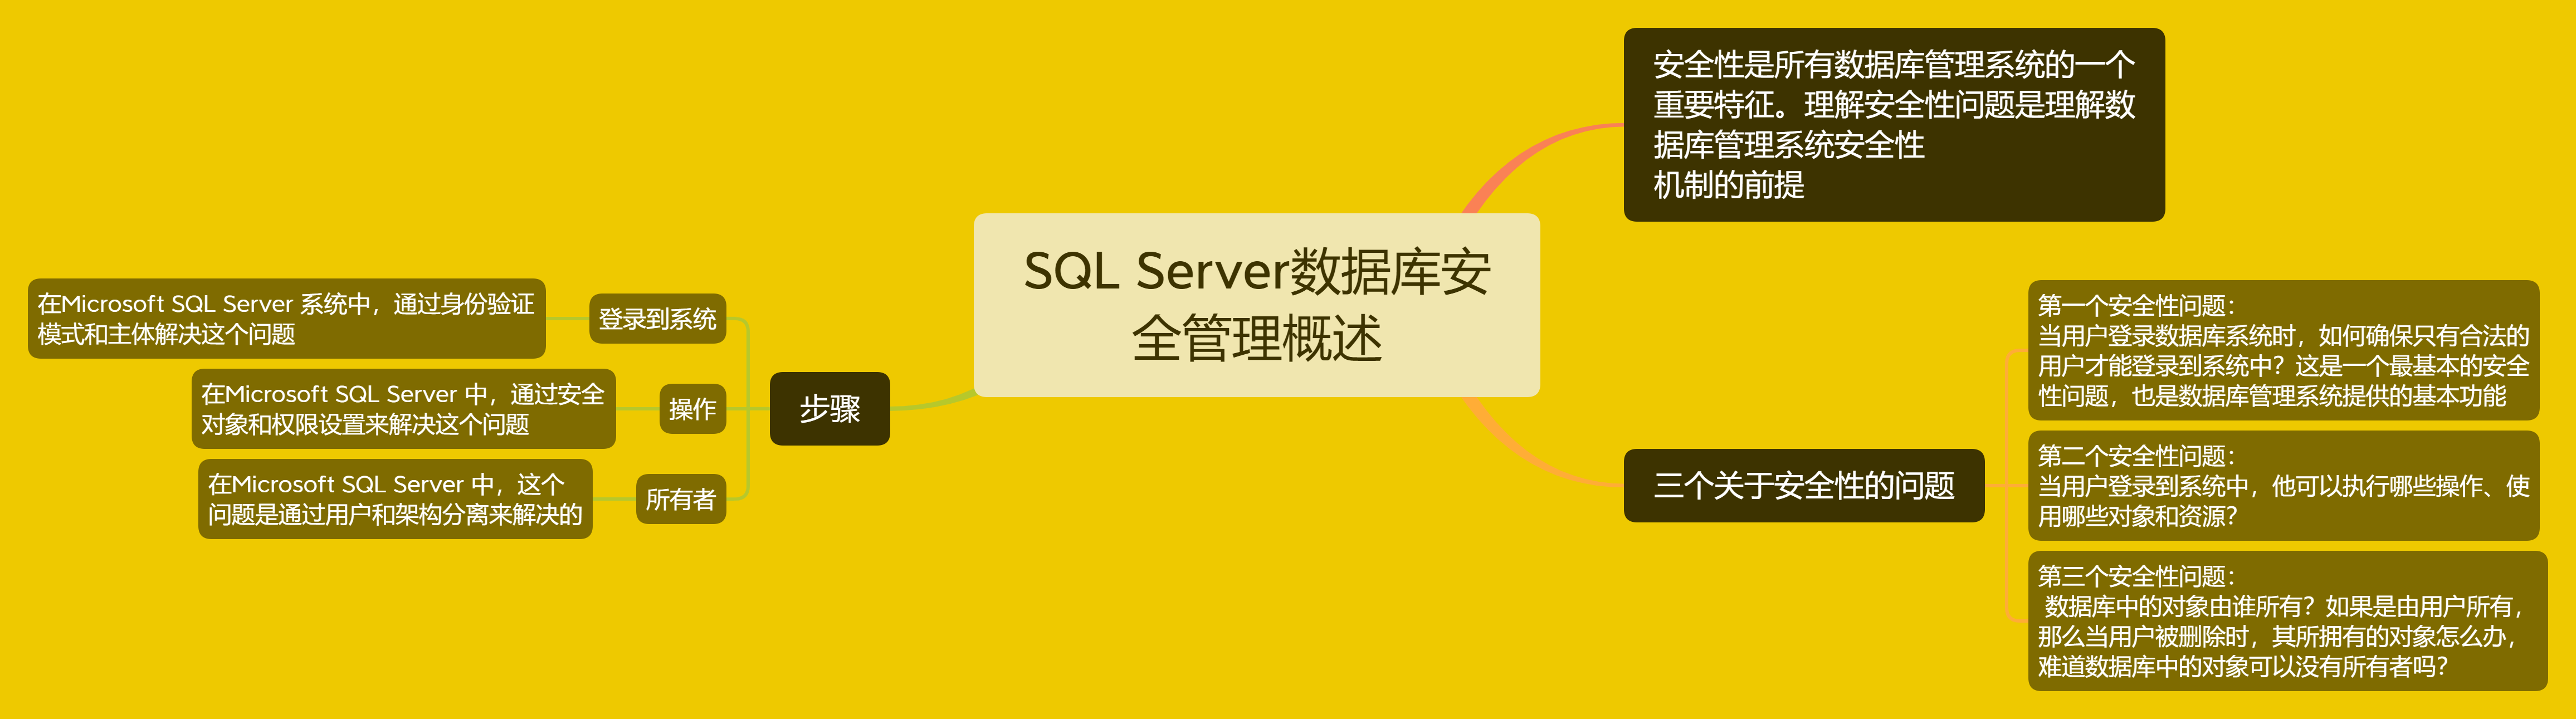 SQL Server数据库安
全管理概述
安全性是所有数据库管理系统的一个
重要特征。理解安全性问题是理解数
据库管理系统安全性
机制的前提
三个关于安全性的问题
第一个安全性问题：
当用户登录数据库系统时，如何确保只有合法的
用户才能登录到系统中？这是一个最基本的安全
性问题，也是数据库管理系统提供的基本功能
第二个安全性问题：
当用户登录到系统中，他可以执行哪些操作、使
用哪些对象和资源？
第三个安全性问题：
数据库中的对象由谁所有？如果是由用户所有，
那么当用户被删除时，其所拥有的对象怎么办，
难道数据库中的对象可以没有所有者吗？
步骤
登录到系统
在Microsoft SQL Server 系统中，通过身份验证
模式和主体解决这个问题
操作
在Microsoft SQL Server 中，通过安全
对象和权限设置来解决这个问题
所有者
在Microsoft SQL Server 中，这个
问题是通过用户和架构分离来解决的